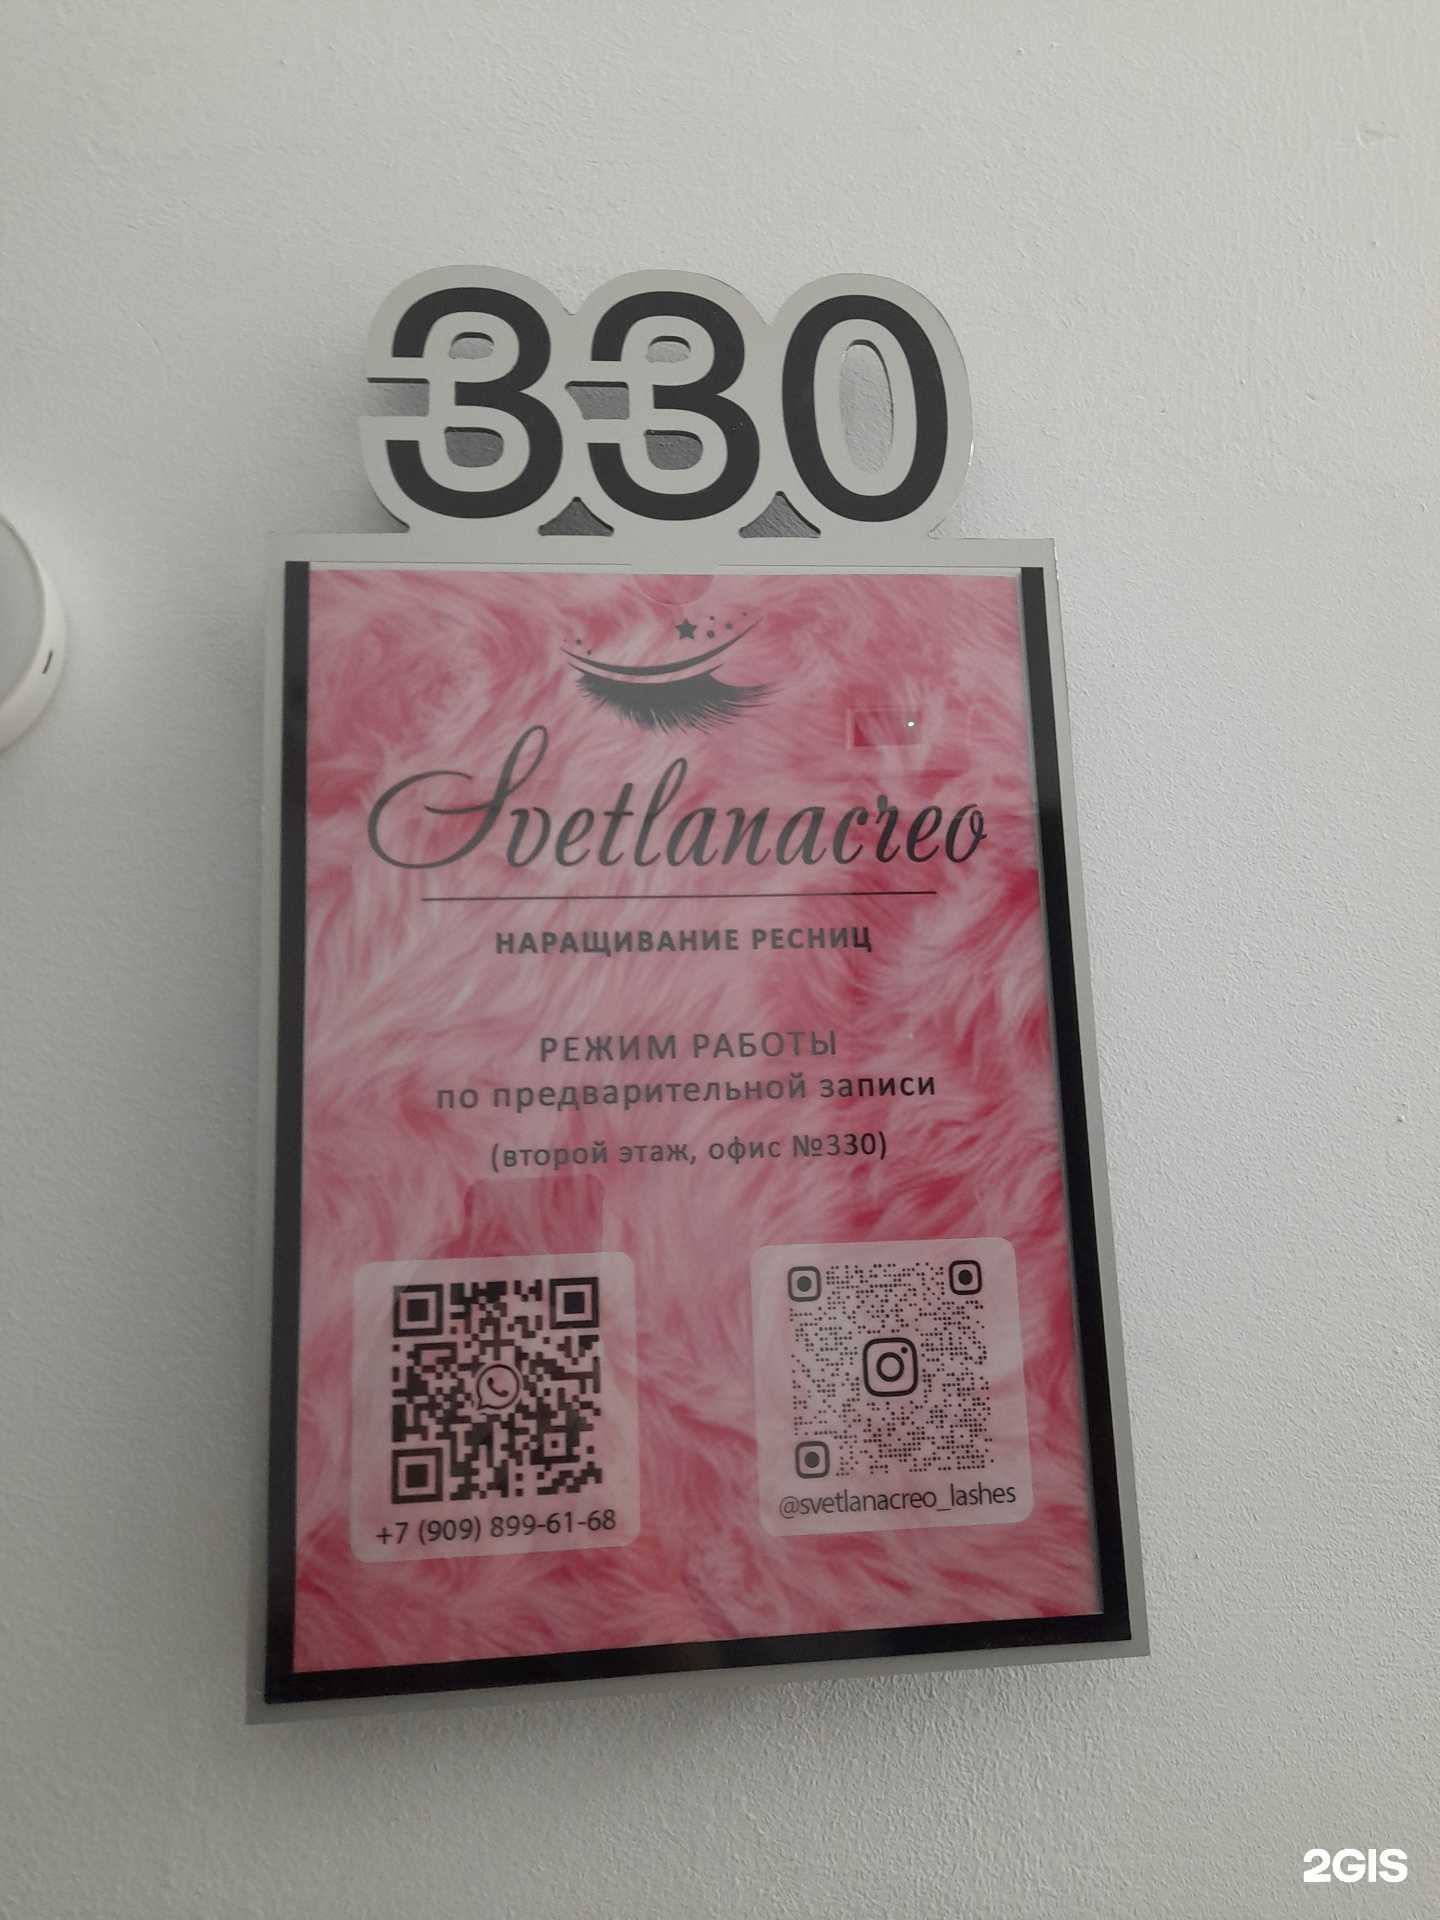 330
Svetlanacreo
НАРАЩИВАНИЕ РЕСНИЦ
РЕЖИМ РАБОТЫ
по предварительной записи
(второй этаж, офис №330)
+7 (909) 899-61-68
@svetlanacreo_lashes
2GIS